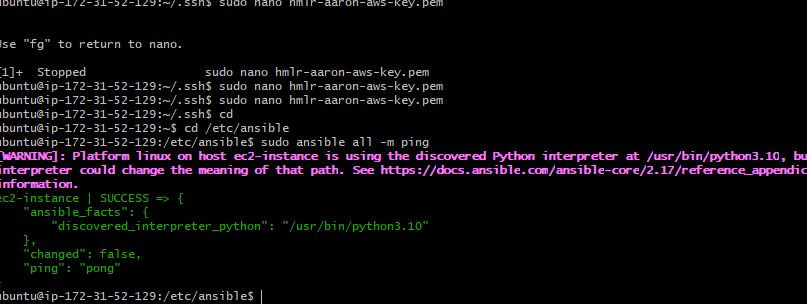 ubuntu@ip-172-31-52-129:~/.ssh$ sudo nano hmlr-aaron-aws-key.pem
Use "fg" to return to nano.
[1]+  Stopped                 sudo nano hmlr-aaron-aws-key.pem
ubuntu@ip-172-31-52-129:~/.ssh$ sudo nano hmlr-aaron-aws-key.pem
ubuntu@ip-172-31-52-129:~/.ssh$ sudo nano hmlr-aaron-aws-key.pem
ubuntu@ip-172-31-52-129:~/.ssh$ cd
ubuntu@ip-172-31-52-129:~$ cd /etc/ansible
ubuntu@ip-172-31-52-129:/etc/ansible$ sudo ansible all -m ping
[WARNING]: Platform linux on host ec2-instance is using the discovered Python interpreter at /usr/bin/python3.10, bu
interpreter could change the meaning of that path. See https://docs.ansible.com/ansible-core/2.17/reference_appendic
information.
ec2-instance | SUCCESS => {
    "ansible_facts": {
        "discovered_interpreter_python": "/usr/bin/python3.10"
    },
    "changed": false,
    "ping": "pong"
ubuntu@ip-172-31-52-129:/etc/ansible$